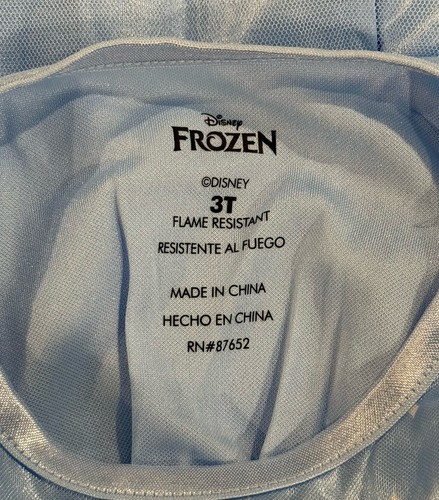 Disney
FROZEN
©DISNEY
3T
FLAME RESISTANT
RESISTENTE AL FUEGO
MADE IN CHINA
HECHO EN CHINA
RN#87652